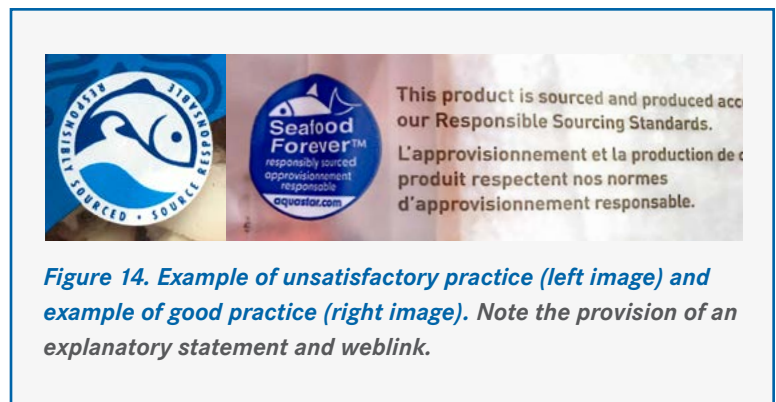 RESPONSIBLY SOURCED • SOURCE RESPONSABLE
Seafood
Forever™
responsibly sourced
approvisionnement
responsable
aquastar.com
This product is sourced and produced
our Responsible Sourcing Standards.
L'approvisionnement et la production de
produit respectent nos normes
d'approvisionnement responsable.
Figure 14. Example of unsatisfactory practice (left image) and
example of good practice (right image). Note the provision of an
explanatory statement and weblink.